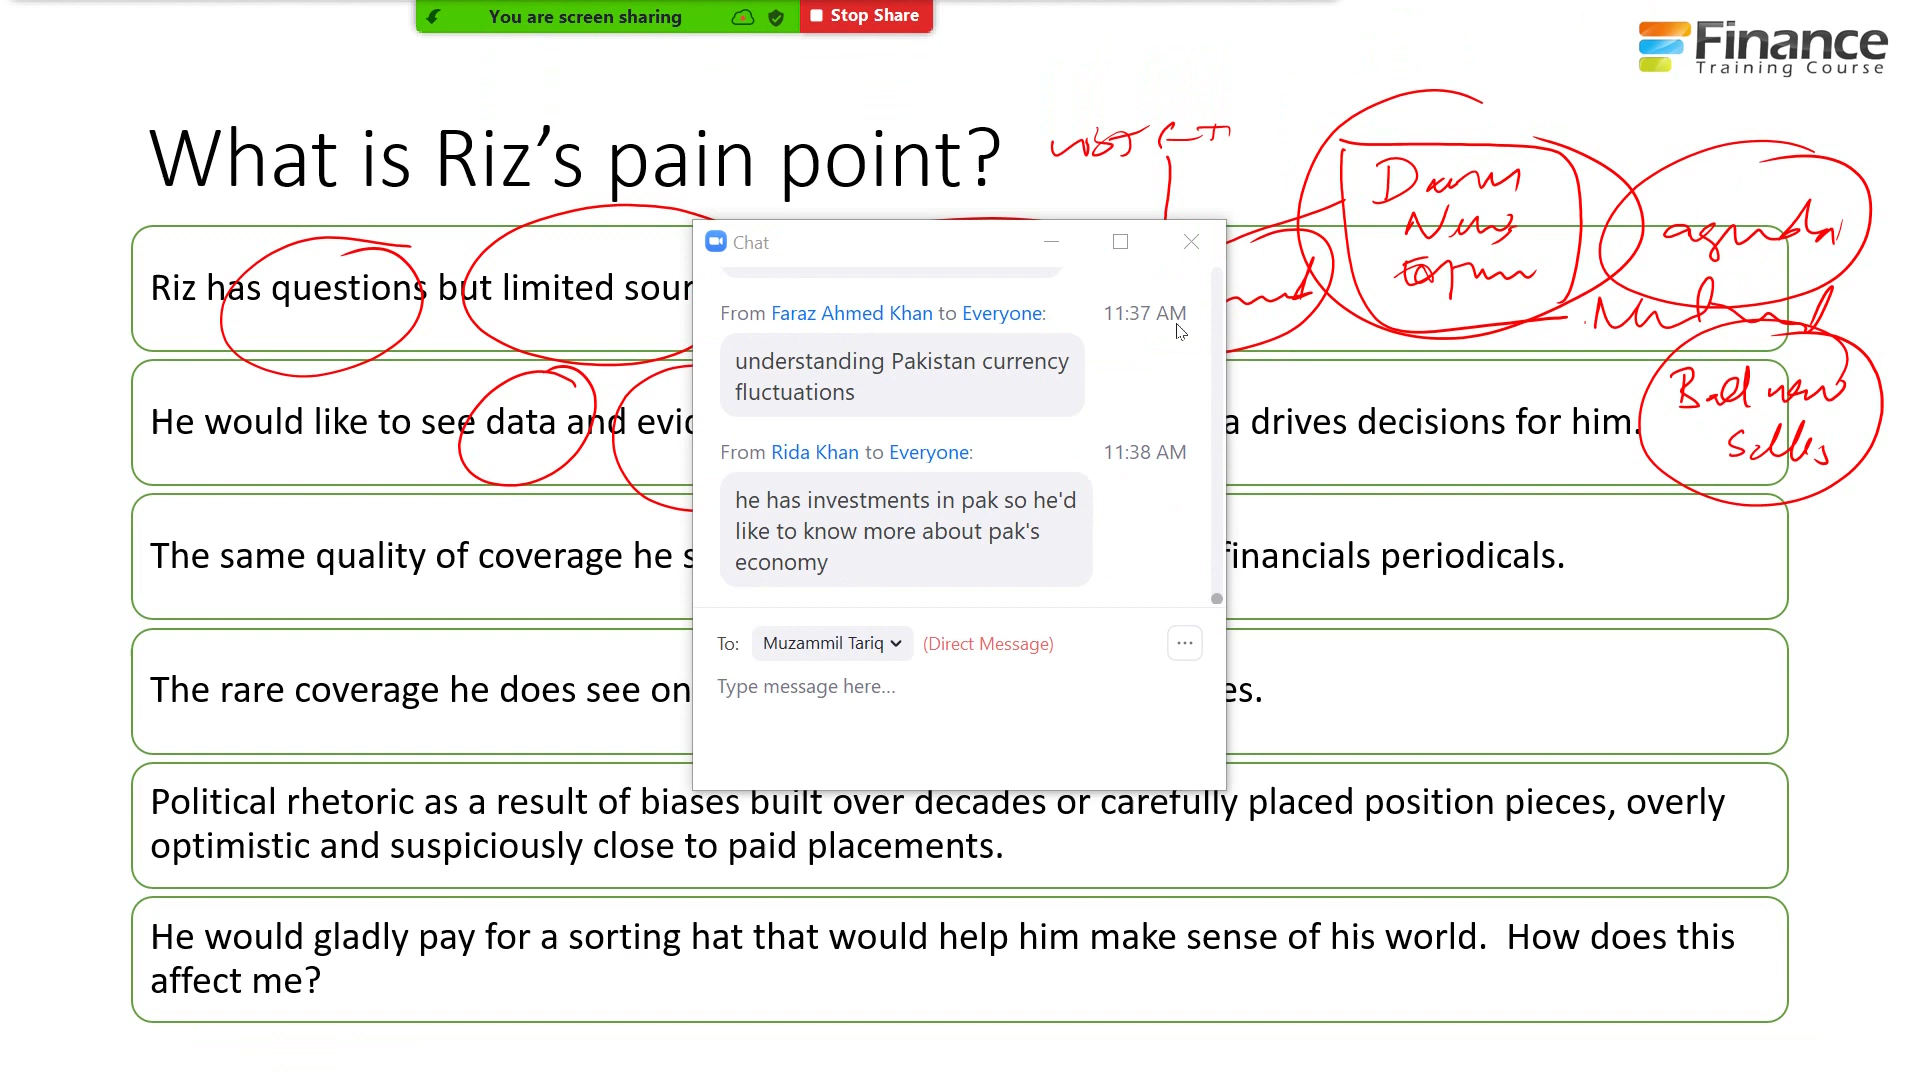 You are screen sharing
Stop Share
Finance
Training Course
What is Riz's pain point?
Dawn
News
agenda
Riz has questions but limited sour
He would like to see data and evid
a drives decisions for him.
Bad news
sells
The same quality of coverage he s
financials periodicals.
The rare coverage he does see on
es.
Political rhetoric as a result of biases built over decades or carefully placed position pieces, overly
optimistic and suspiciously close to paid placements.
He would gladly pay for a sorting hat that would help him make sense of his world. How does this
affect me?
Chat
From Faraz Ahmed Khan to Everyone: 11:37 AM
understanding Pakistan currency
fluctuations
From Rida Khan to Everyone: 11:38 AM
he has investments in pak so he'd
like to know more about pak's
economy
To: Muzammil Tariq (Direct Message)
Type message here...